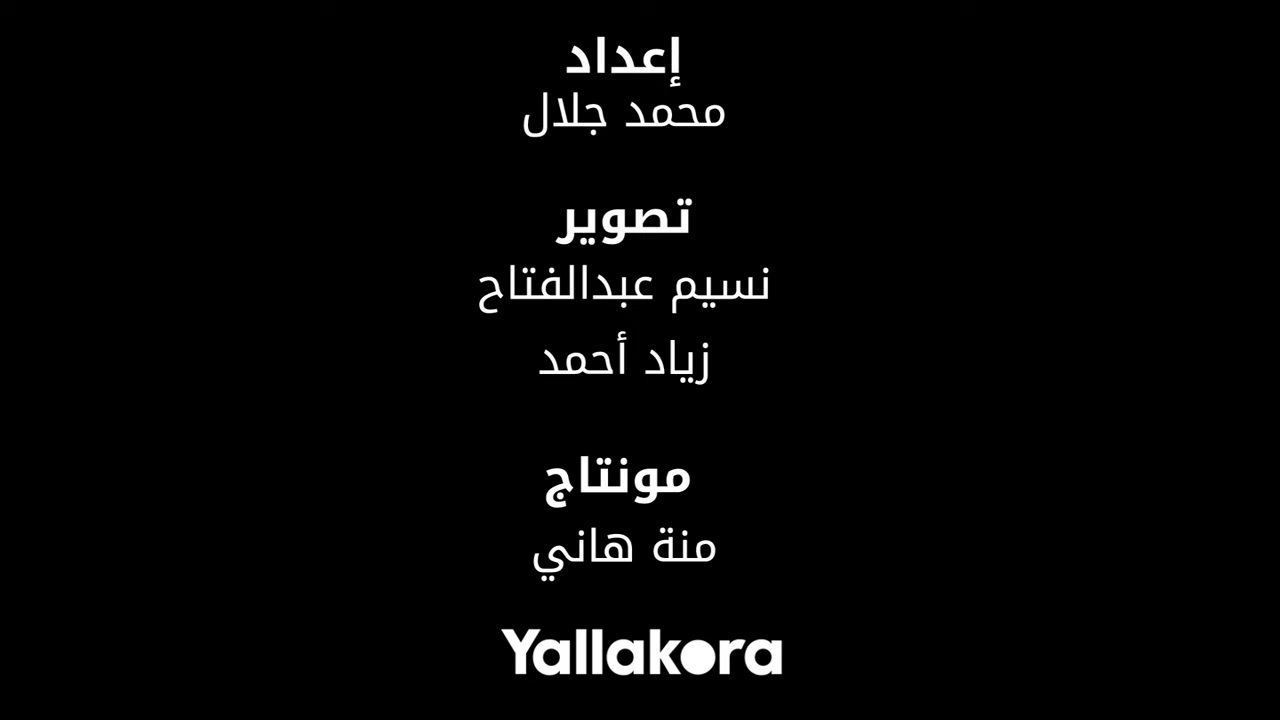 إعداد
محمد جلال
تصوير
نسيم عبدالفتاح
زياد أحمد
مونتاج
منة هاني
Yallakora